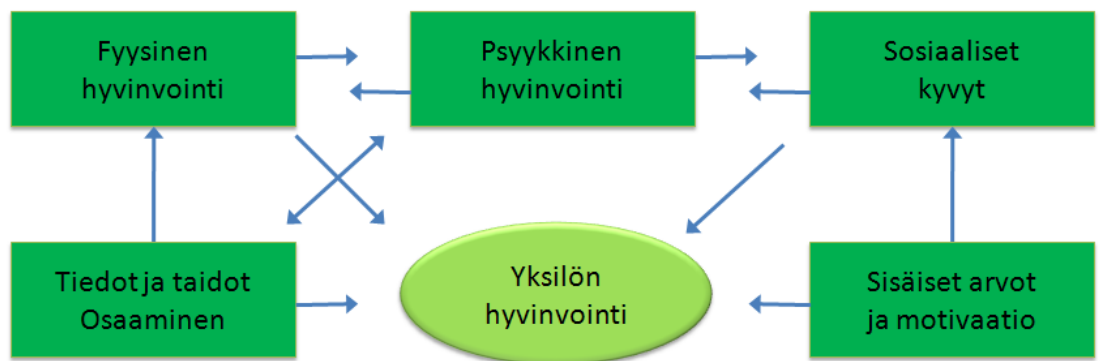 Fyysinen
hyvinvointi
Psyykkinen
hyvinvointi
Sosiaaliset
kyvyt
Tiedot ja taidot
Osaaminen
Yksilön
hyvinvointi
Sisäiset arvot
ja motivaatio